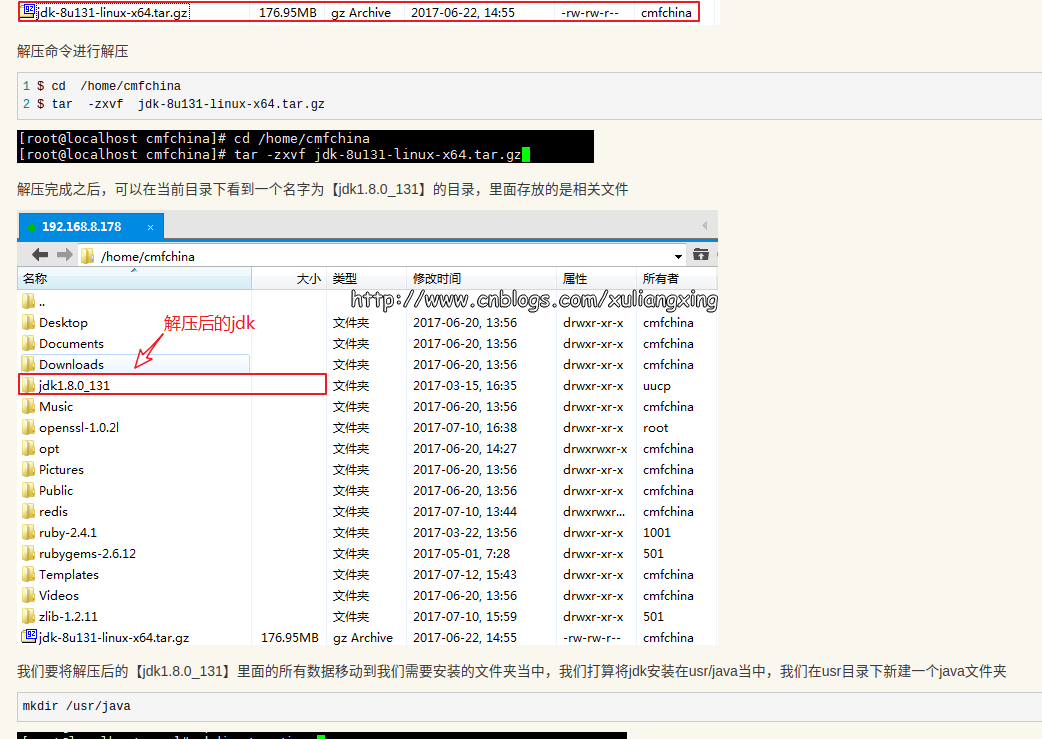 jdk-8u131-linux-x64.tar.gz 176.95MB gz Archive 2017-06-22, 14:55 -rw-rw-r-- cmfchina
解压命令进行解压
1 $ cd  /home/cmfchina
2 $ tar  -zxvf  jdk-8u131-linux-x64.tar.gz
[root@localhost cmfchina]# cd /home/cmfchina
[root@localhost cmfchina]# tar -zxvf jdk-8u131-linux-x64.tar.gz
解压完成之后，可以在当前目录下看到一个名字为【jdk1.8.0_131】的目录，里面存放的是相关文件
192.168.8.178 ×
/home/cmfchina
名称 大小 类型 修改时间 属性 所有者
..
http://www.cnblogs.com/xuliangxing
Desktop 文件夹 2017-06-20, 13:56 drwxr-xr-x cmfchina
解压后的jdk
Documents 文件夹 2017-06-20, 13:56 drwxr-xr-x cmfchina
Downloads 文件夹 2017-06-20, 13:56 drwxr-xr-x cmfchina
jdk1.8.0_131 文件夹 2017-03-15, 16:35 drwxr-xr-x uucp
Music 文件夹 2017-06-20, 13:56 drwxr-xr-x cmfchina
openssl-1.0.2l 文件夹 2017-07-10, 16:38 drwxr-xr-x root
opt 文件夹 2017-06-20, 14:27 drwxrwxr-x cmfchina
Pictures 文件夹 2017-06-20, 13:56 drwxr-xr-x cmfchina
Public 文件夹 2017-06-20, 13:56 drwxr-xr-x cmfchina
redis 文件夹 2017-07-10, 13:44 drwxrwxr... cmfchina
ruby-2.4.1 文件夹 2017-03-22, 13:56 drwxr-xr-x 1001
rubygems-2.6.12 文件夹 2017-05-01, 7:28 drwxr-xr-x 501
Templates 文件夹 2017-07-12, 15:43 drwxr-xr-x cmfchina
Videos 文件夹 2017-06-20, 13:56 drwxr-xr-x cmfchina
zlib-1.2.11 文件夹 2017-07-10, 15:59 drwxr-xr-x 501
jdk-8u131-linux-x64.tar.gz 176.95MB gz Archive 2017-06-22, 14:55 -rw-rw-r-- cmfchina
我们要将解压后的【jdk1.8.0_131】里面的所有数据移动到我们需要安装的文件夹当中，我们打算将jdk安装在usr/java当中，我们在usr目录下新建一个java文件夹
mkdir /usr/java